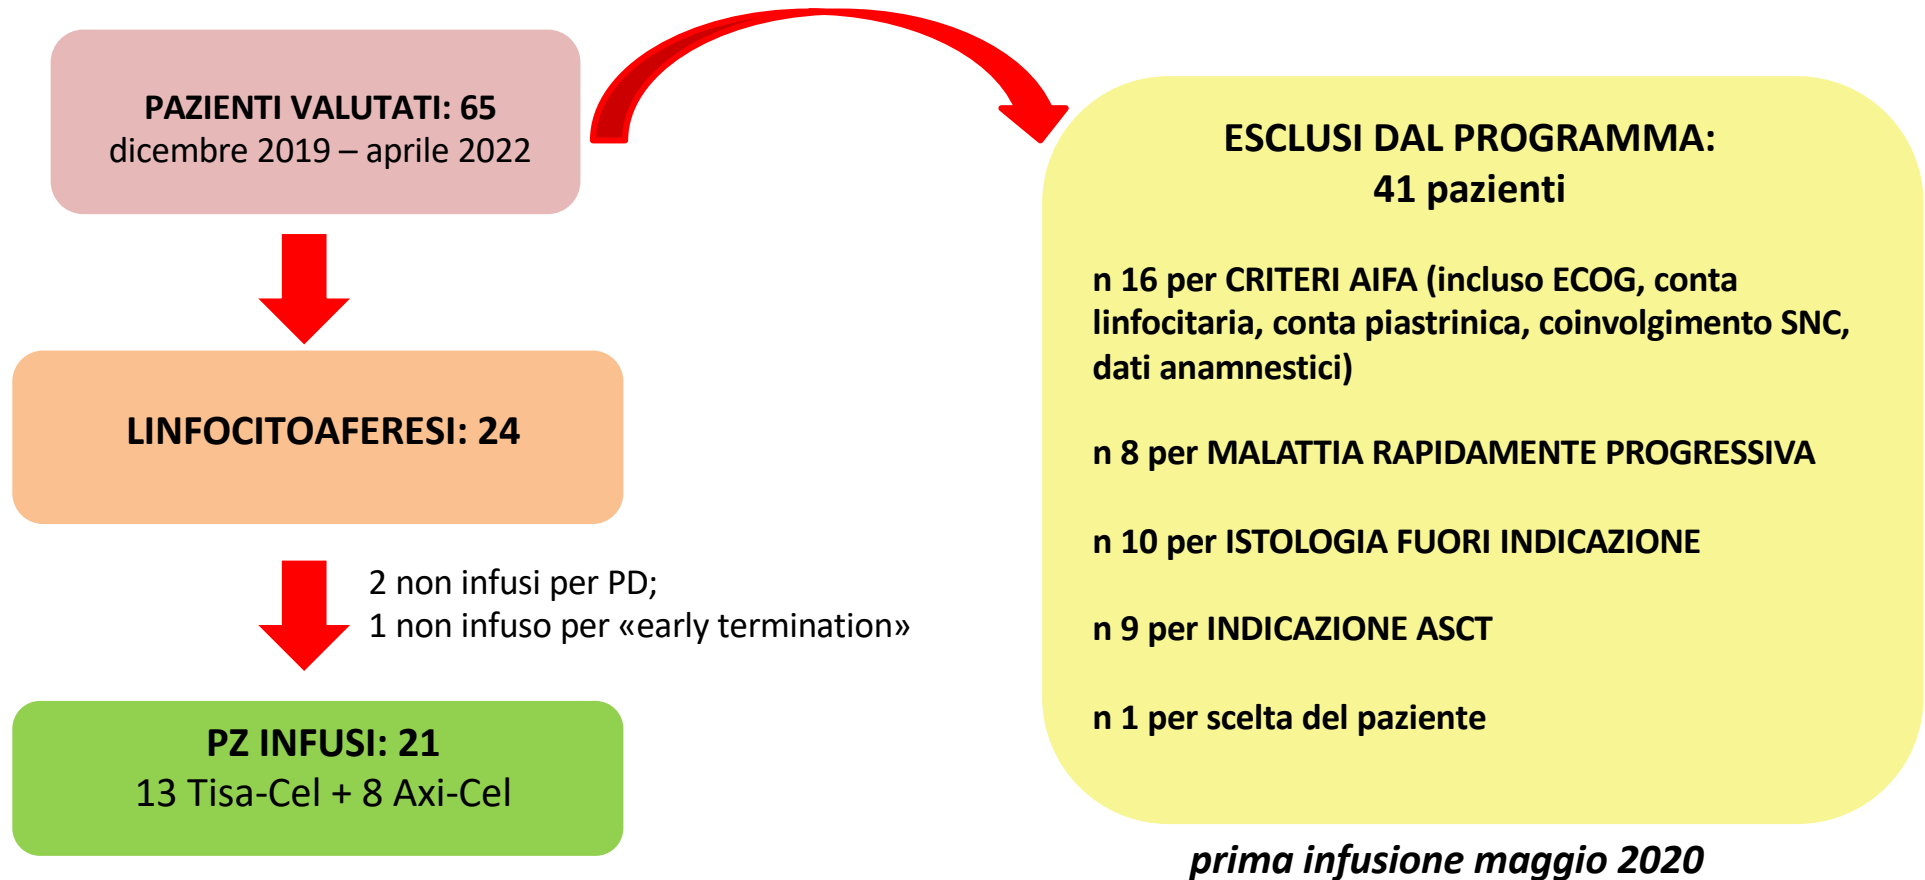 PAZIENTI VALUTATI: 65
dicembre 2019 – aprile 2022
LINFOCITOAFERESI: 24
2 non infusi per PD;
1 non infuso per «early termination»
PZ INFUSI: 21
13 Tisa-Cel + 8 Axi-Cel
ESCLUSI DAL PROGRAMMA:
41 pazienti
n 16 per CRITERI AIFA (incluso ECOG, conta
linfocitaria, conta piastrinica, coinvolgimento SNC,
dati anamnestici)
n 8 per MALATTIA RAPIDAMENTE PROGRESSIVA
n 10 per ISTOLOGIA FUORI INDICAZIONE
n 9 per INDICAZIONE ASCT
n 1 per scelta del paziente
prima infusione maggio 2020